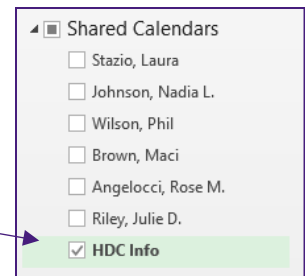 Shared Calendars
Stazio, Laura
Johnson, Nadia L.
Wilson, Phil
Brown, Maci
Angelocci, Rose M.
Riley, Julie D.
HDC Info